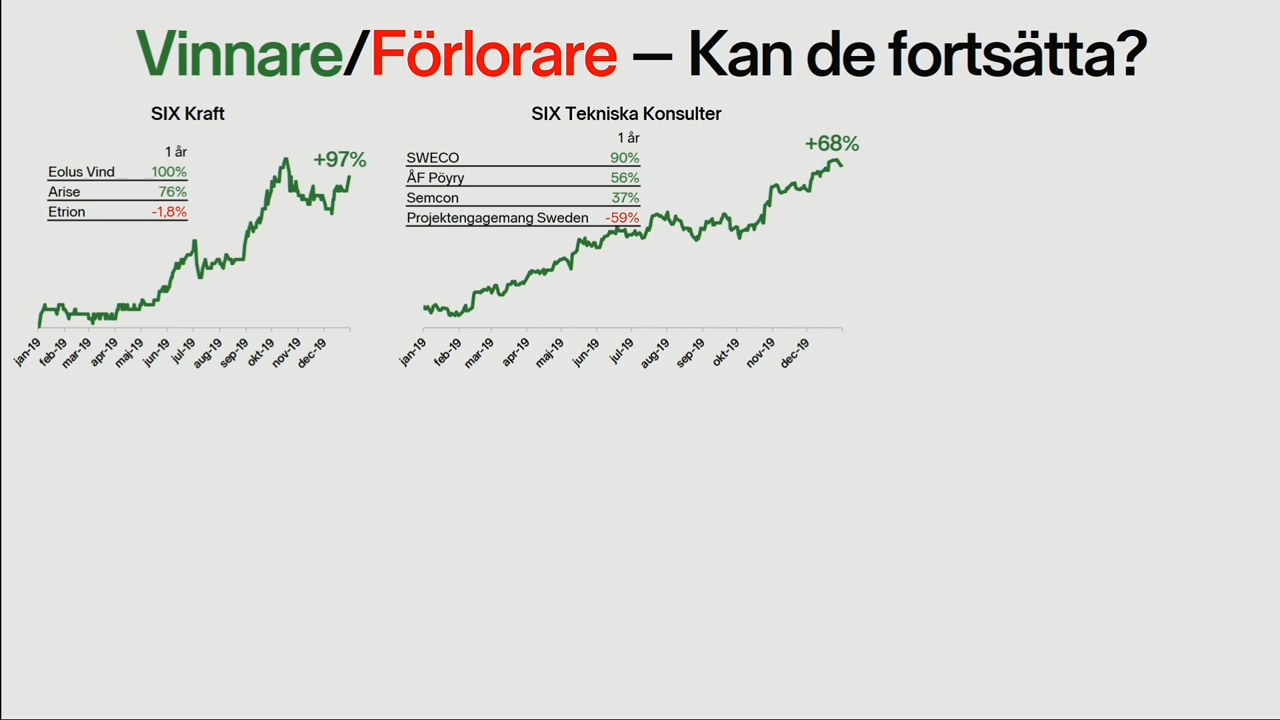 Vinnare/Förlorare – Kan de fortsätta?
SIX Kraft
1 år
Eolus Vind 100%
Arise 76%
Etrion -1,8%
+97%
jan-19 feb-19 mar-19 apr-19 maj-19 jun-19 jul-19 aug-19 sep-19 okt-19 nov-19 dec-19
SIX Tekniska Konsulter
1 år
SWECO 90%
ÅF Pöyry 56%
Semcon 37%
Projektengagemang Sweden -59%
+68%
jan-19 feb-19 mar-19 apr-19 maj-19 jun-19 jul-19 aug-19 sep-19 okt-19 nov-19 dec-19